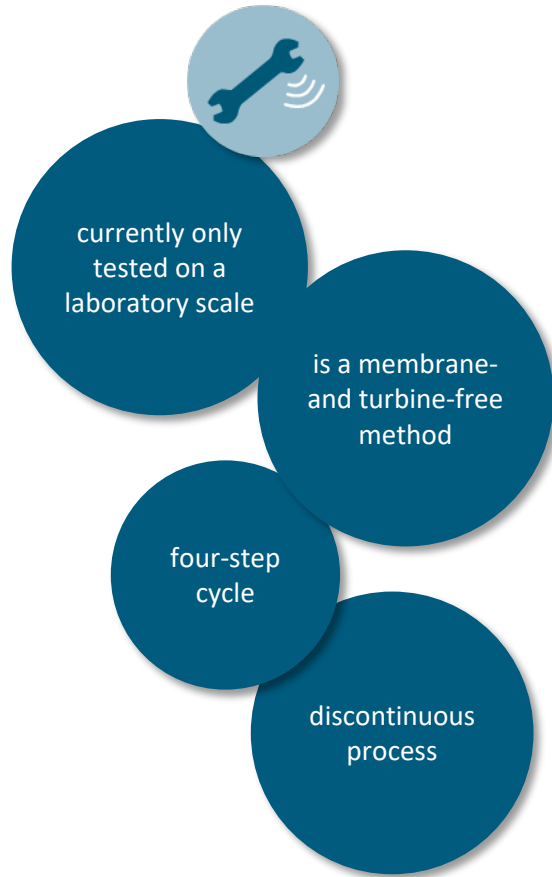 currently only
tested on a
laboratory scale
is a membrane-
and turbine-free
method
four-step
cycle
discontinuous
process